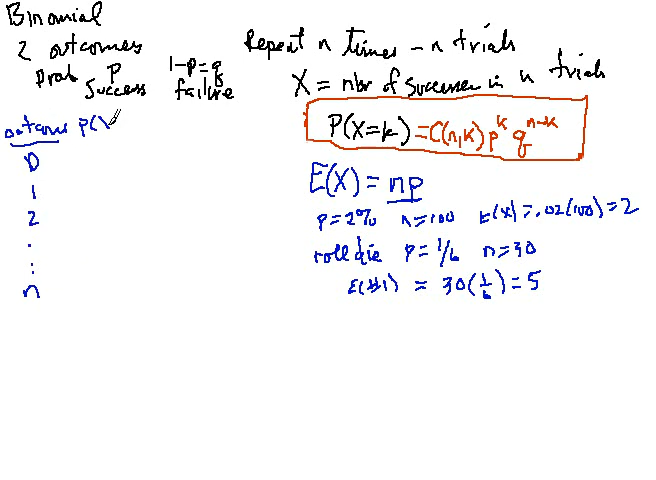 Binomial
2 outcomes
prob p 1-p=q
success failure
Repeat n times - n trials
X = nbr of successes in n trials
P(X=k) = C(n,k) p^k q^n-k
E(X) = np
p=2% n=100 E(X)=.02(100)=2
roll die p=1/6 n=30
E(#1) = 30(1/6)=5
outcomes P(X
0
1
2
.
:
n